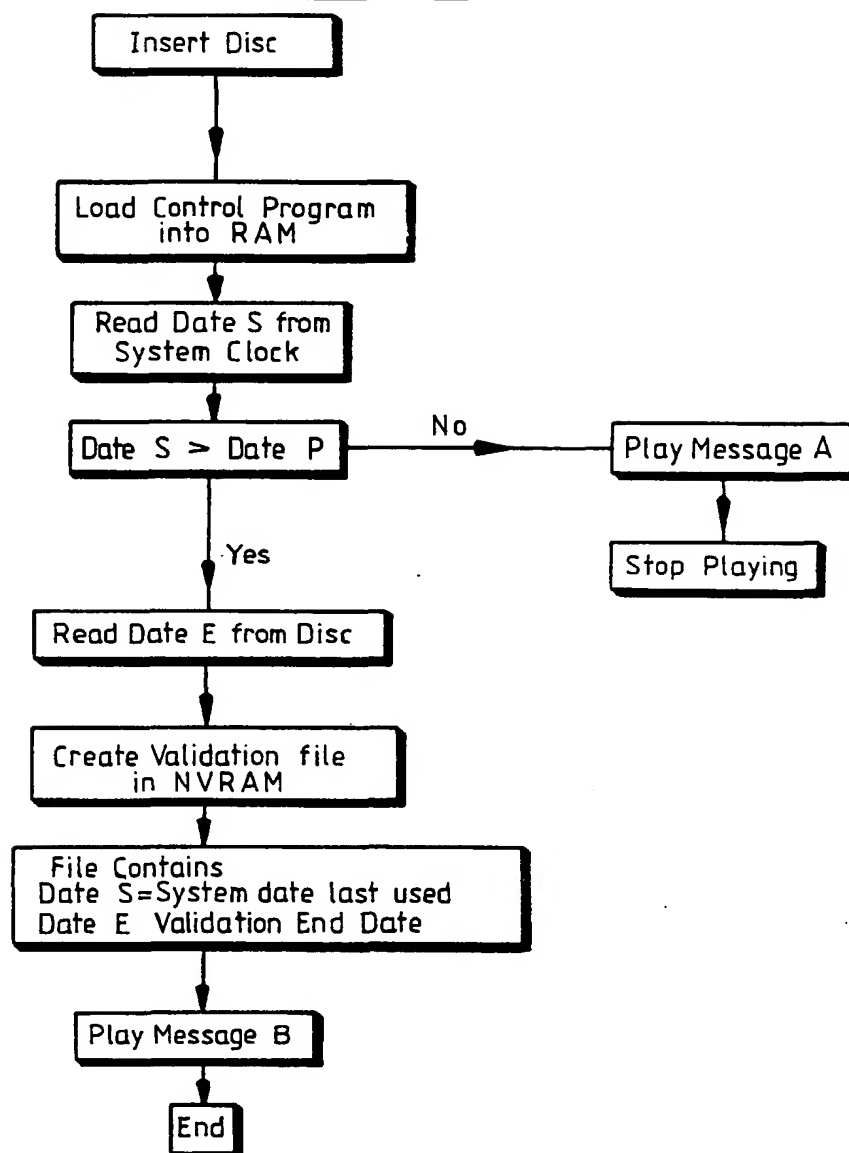 Insert Disc
Load Control Program
into RAM
Read Date S from
System Clock
Date S > Date P
No
Play Message A
Stop Playing
Yes
Read Date E from Disc
Create Validation file
in NVRAM
File Contains
Date S=System date last used
Date E Validation End Date
Play Message B
End